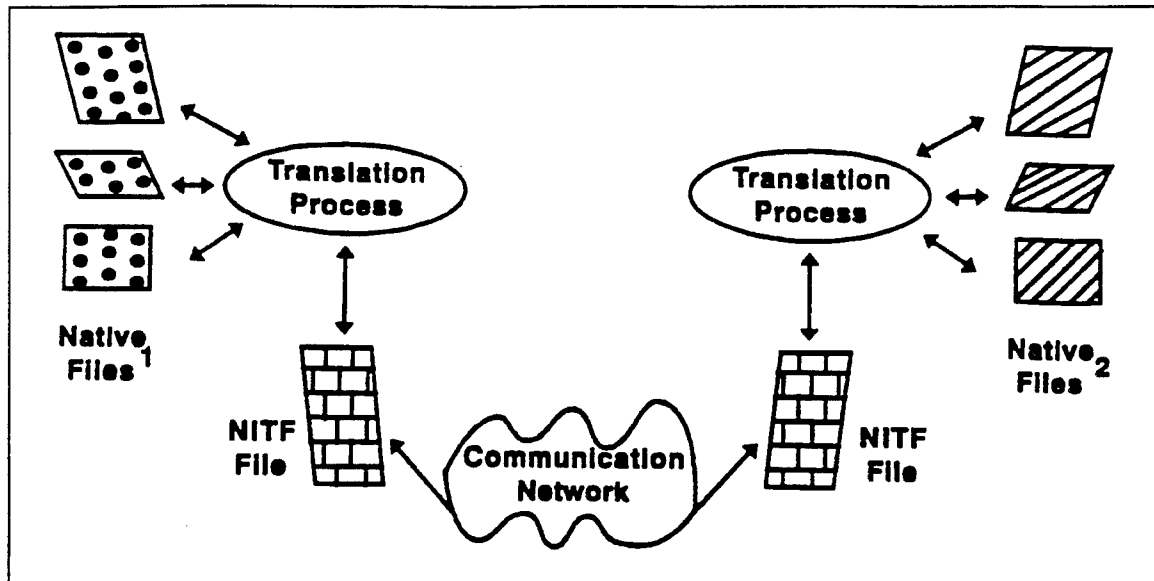 Translation
Process
Translation
Process
Native 1
Files
Native 2
Files
NITF
File
Communication
Network
NITF
File